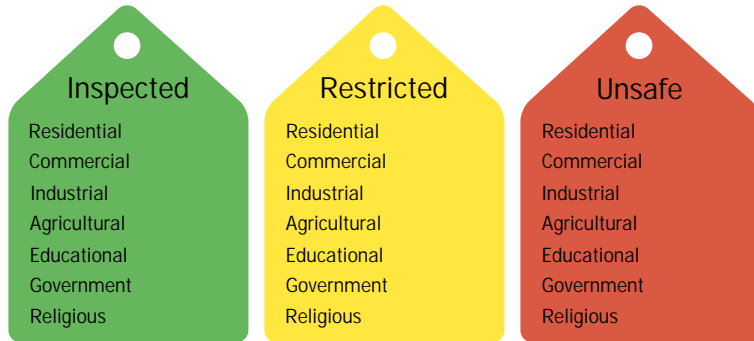 Inspected
Residential
Commercial
Industrial
Agricultural
Educational
Government
Religious
Restricted
Residential
Commercial
Industrial
Agricultural
Educational
Government
Religious
Unsafe
Residential
Commercial
Industrial
Agricultural
Educational
Government
Religious